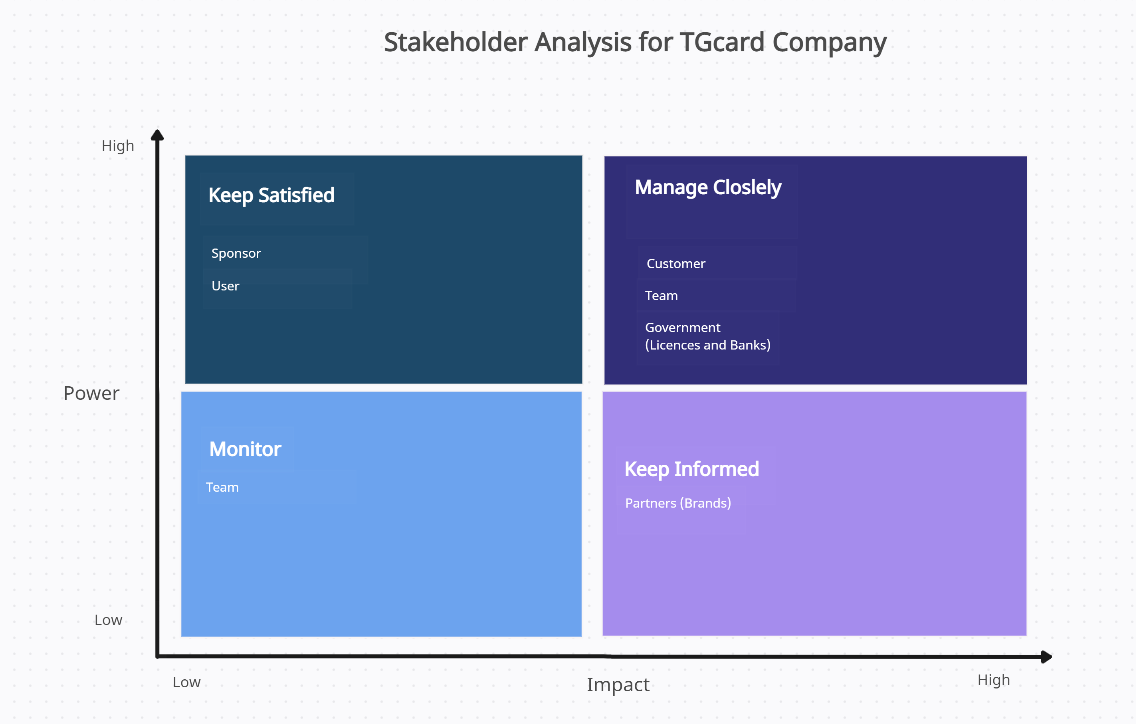 Stakeholder Analysis for TGcard Company
High
Keep Satisfied
Sponsor
User
Manage Closlely
Customer
Team
Government
(Licences and Banks)
Power
Monitor
Team
Keep Informed
Partners (Brands)
Low
Low
Impact
High